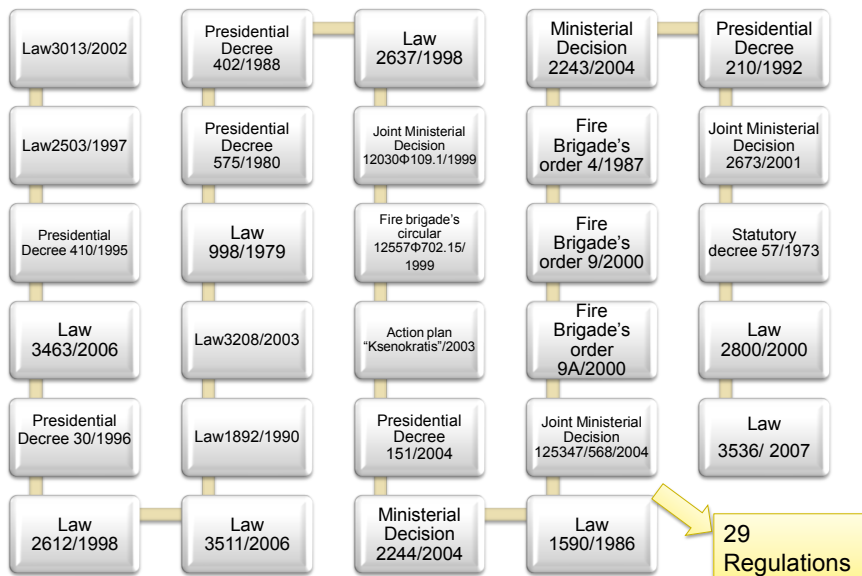 Law3013/2002
Law2503/1997
Presidential
Decree 410/1995
Law
3463/2006
Presidential
Decree 30/1996
Law
2612/1998
Law
3511/2006
Law1892/1990
Law3208/2003
Law
998/1979
Presidential
Decree
575/1980
Presidential
Decree
402/1988
Law
2637/1998
Joint Ministerial
Decision
12030Φ109.1/1999
Fire brigade’s
circular
12557Φ702.15/
1999
Action plan
“Ksenokratis”/2003
Presidential
Decree
151/2004
Ministerial
Decision
2244/2004
Law
1590/1986
Joint Ministerial
Decision
125347/568/2004
Fire
Brigade’s
order
9A/2000
Fire
Brigade’s
order 9/2000
Fire
Brigade’s
order 4/1987
Ministerial
Decision
2243/2004
Presidential
Decree
210/1992
Joint Ministerial
Decision
2673/2001
Statutory
decree 57/1973
Law
2800/2000
Law
3536/ 2007
29
Regulations